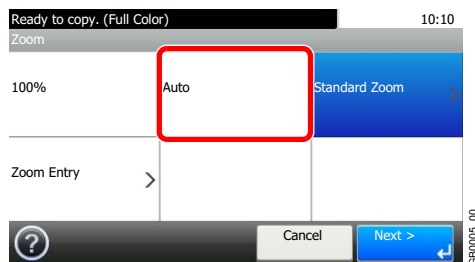 Ready to copy. (Full Color) 10:10
Zoom
100% Auto Standard Zoom
Zoom Entry
? Cancel Next >